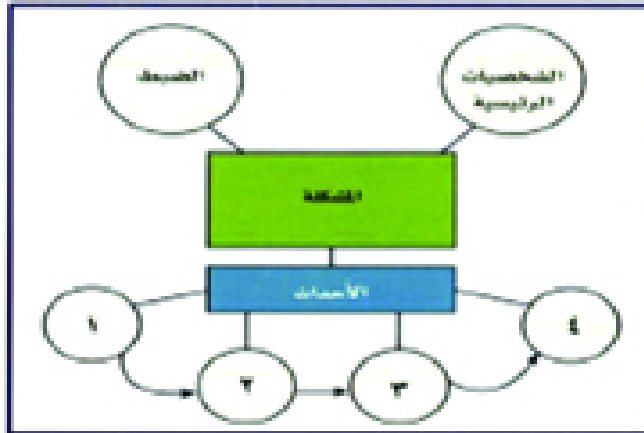 الشخصيات
الرئيسية
المشكلة
الأحداث
١
٢
٣
٤